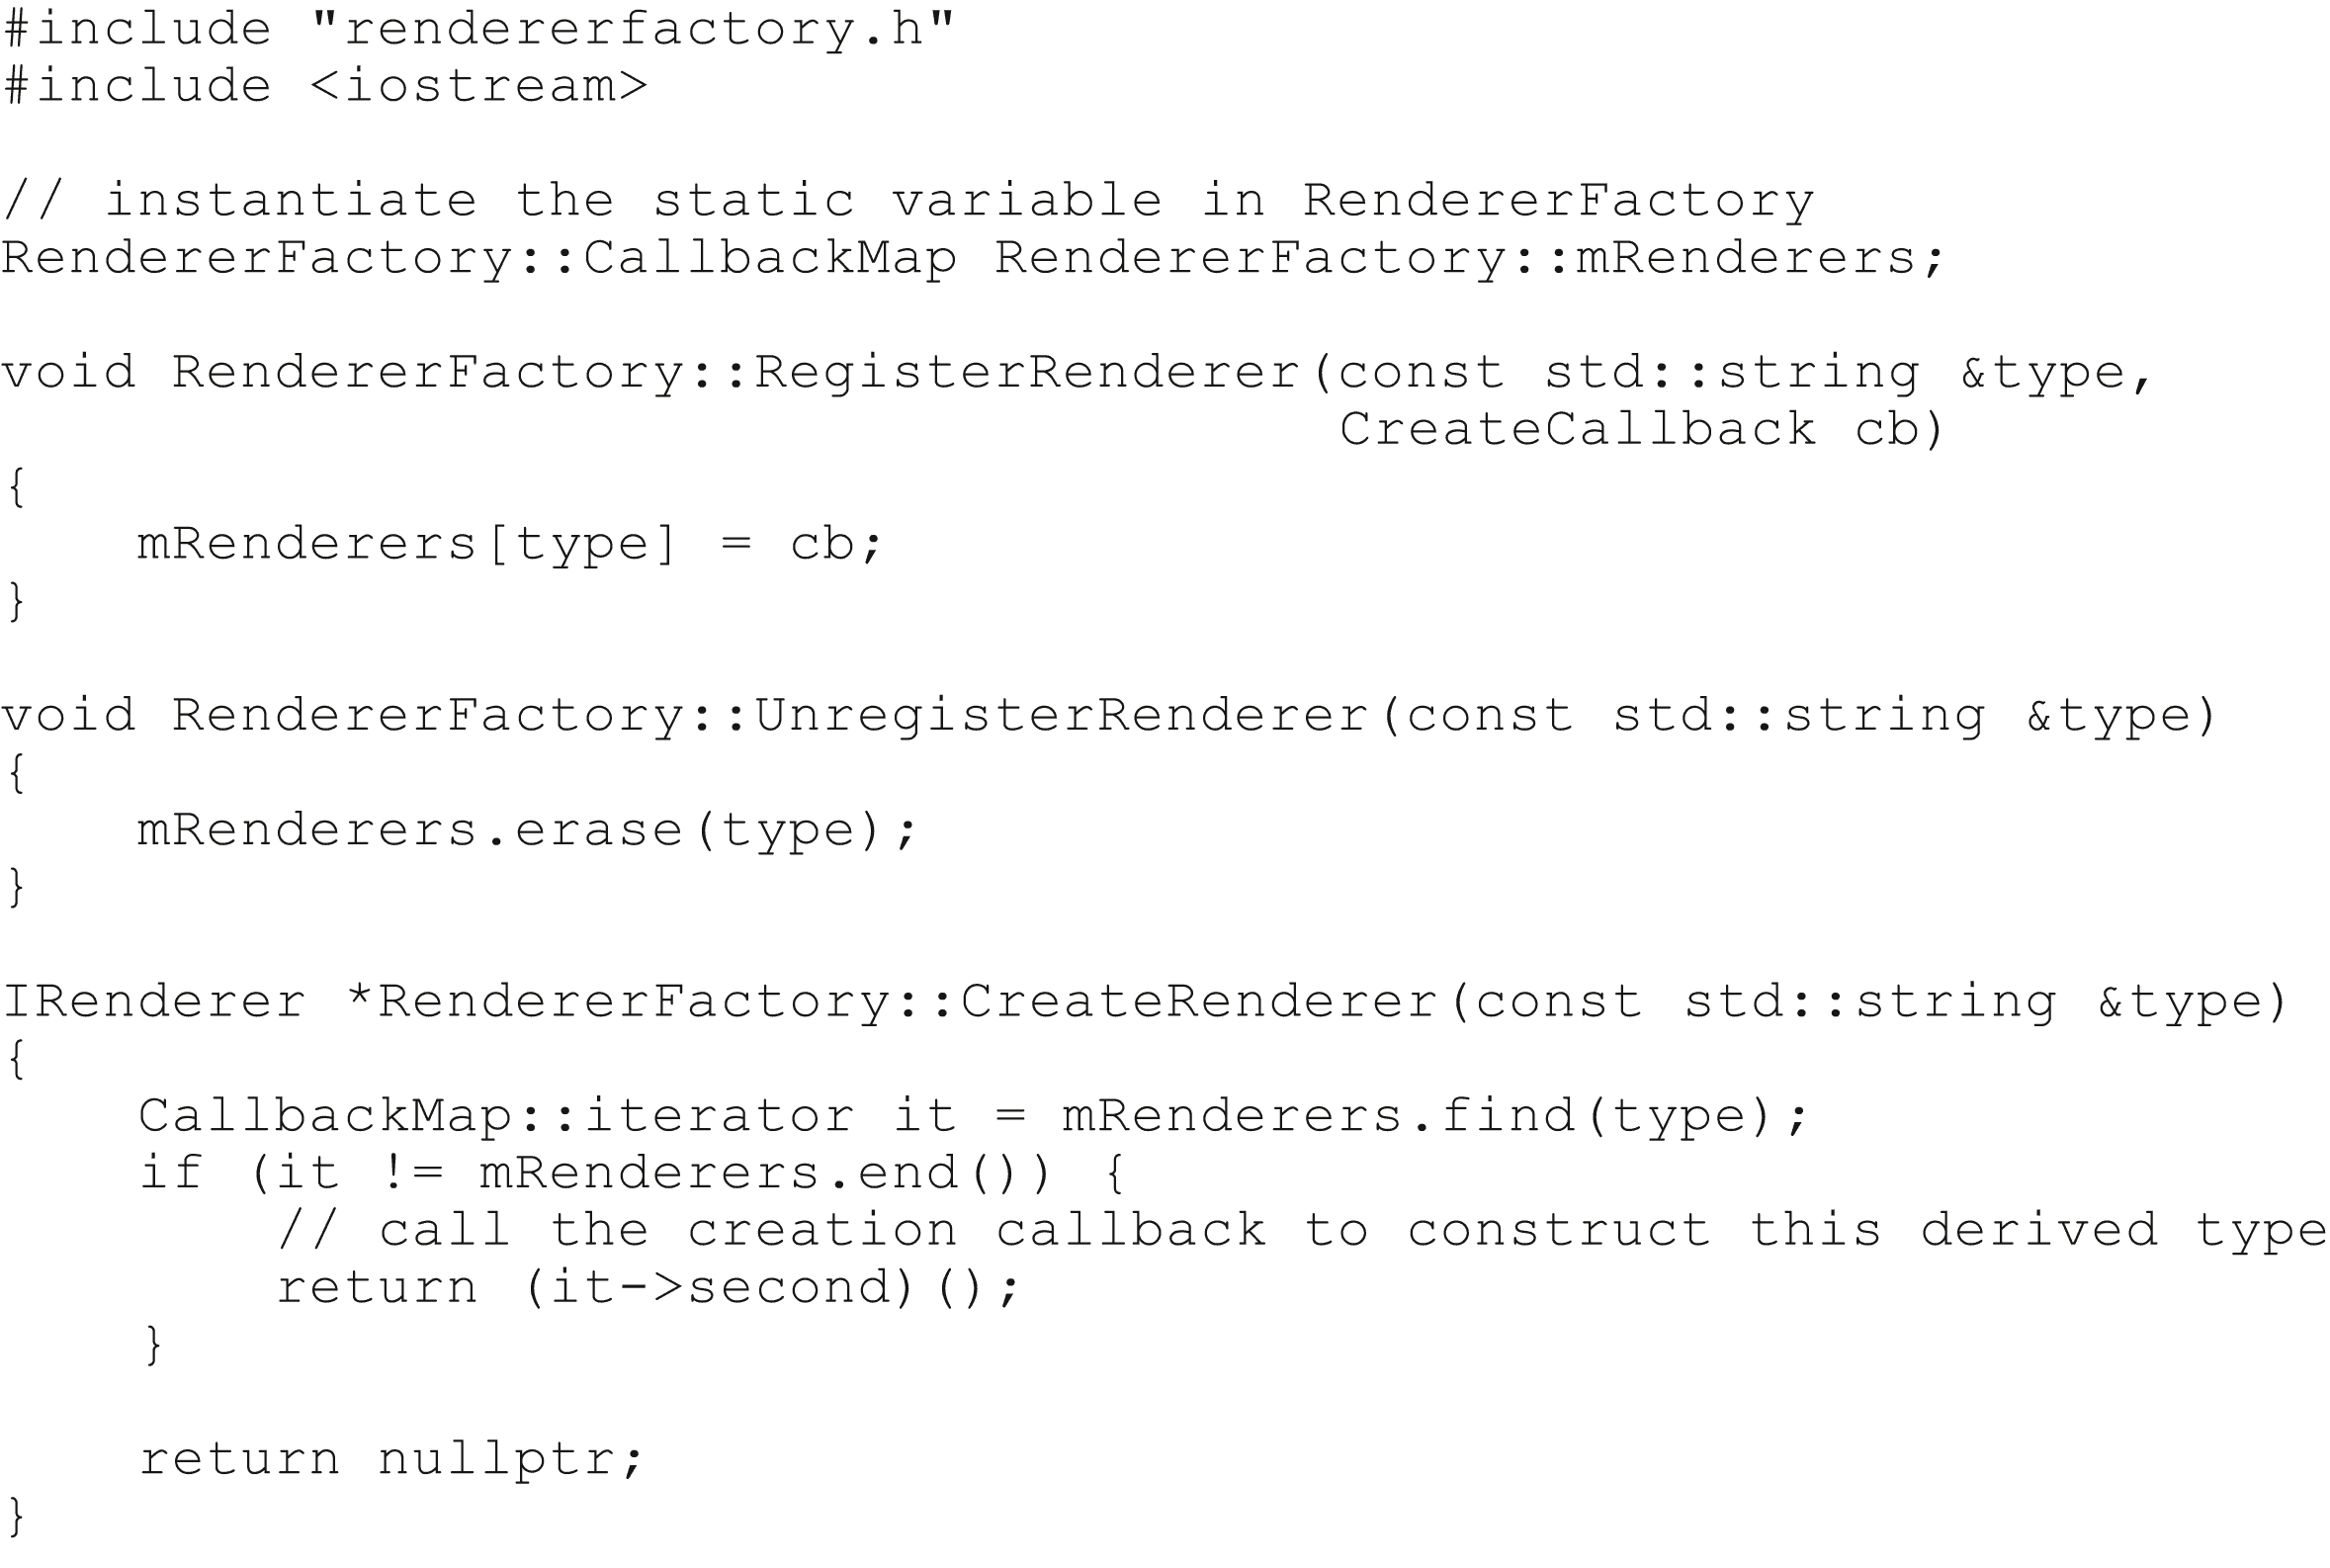 #include "rendererfactory.h"
#include <iostream>

// instantiate the static variable in RendererFactory
RendererFactory::CallbackMap RendererFactory::mRenderers;

void RendererFactory::RegisterRenderer(const std::string &type,
                                       CreateCallback cb)
{
    mRenderers[type] = cb;
}

void RendererFactory::UnregisterRenderer(const std::string &type)
{
    mRenderers.erase(type);
}

IRenderer *RendererFactory::CreateRenderer(const std::string &type)
{
    CallbackMap::iterator it = mRenderers.find(type);
    if (it != mRenderers.end()) {
        // call the creation callback to construct this derived type
        return (it->second)();
    }

    return nullptr;
}